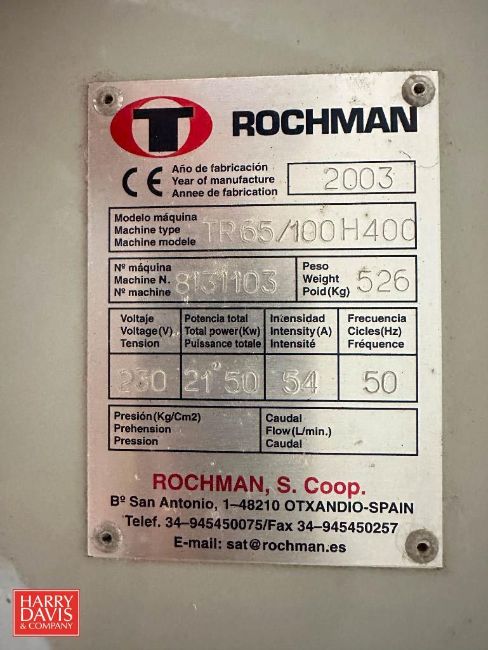 T ROCHMAN
CE
Año de fabricación
Year of manufacture
Annee de fabrication
2003
Modelo máquina
Machine type
Machine modele
TR65/100H400
Nº máquina
Machine N.
Nº machine
8131103
Peso
Weight
Poid(Kg)
526
Voltaje
Voltage(V)
Tension
Potencia total
Total power(Kw)
Puissance totale
Intensidad
Intensity(A)
Intensité
Frecuencia
Cicles(Hz)
Fréquence
230
21"50
54
50
Presión(Kg/Cm2)
Prehension
Pression
Caudal
Flow(L/min.)
Caudal
ROCHMAN, S. Coop.
Bº San Antonio, 1–48210 OTXANDIO-SPAIN
Telef. 34–945450075/Fax 34–945450257
E-mail: sat@rochman.es
HARRY
DAVIS
& COMPANY